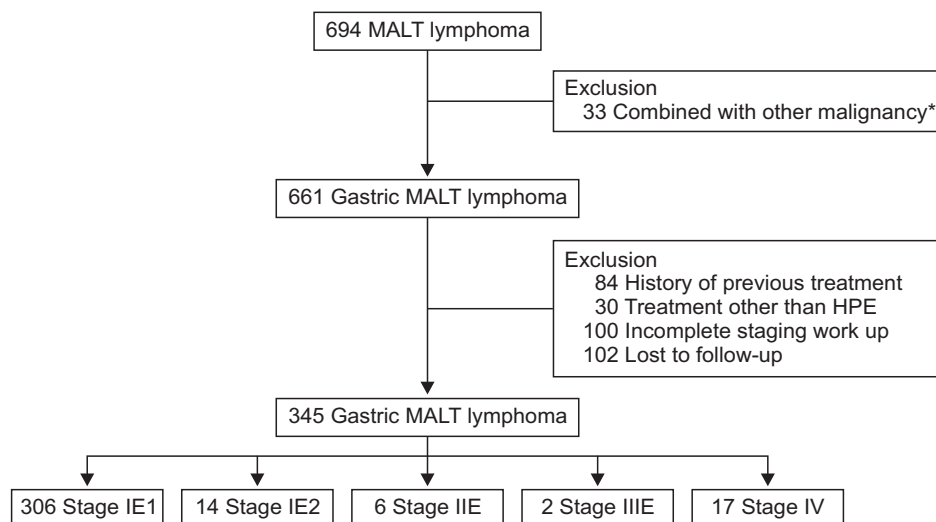 694 MALT lymphoma
Exclusion
33 Combined with other malignancy*
661 Gastric MALT lymphoma
Exclusion
84 History of previous treatment
30 Treatment other than HPE
100 Incomplete staging work up
102 Lost to follow-up
345 Gastric MALT lymphoma
306 Stage IE1
14 Stage IE2
6 Stage IIE
2 Stage IIIE
17 Stage IV